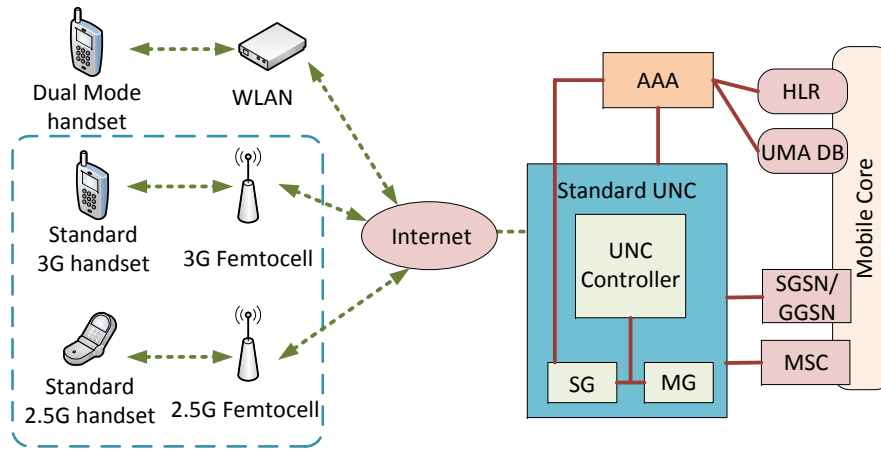 Dual Mode
handset
WLAN
Standard
3G handset
3G Femtocell
Standard
2.5G handset
2.5G Femtocell
Internet
AAA
HLR
UMA DB
Mobile Core
Standard UNC
UNC
Controller
SG
MG
SGSN/
GGSN
MSC